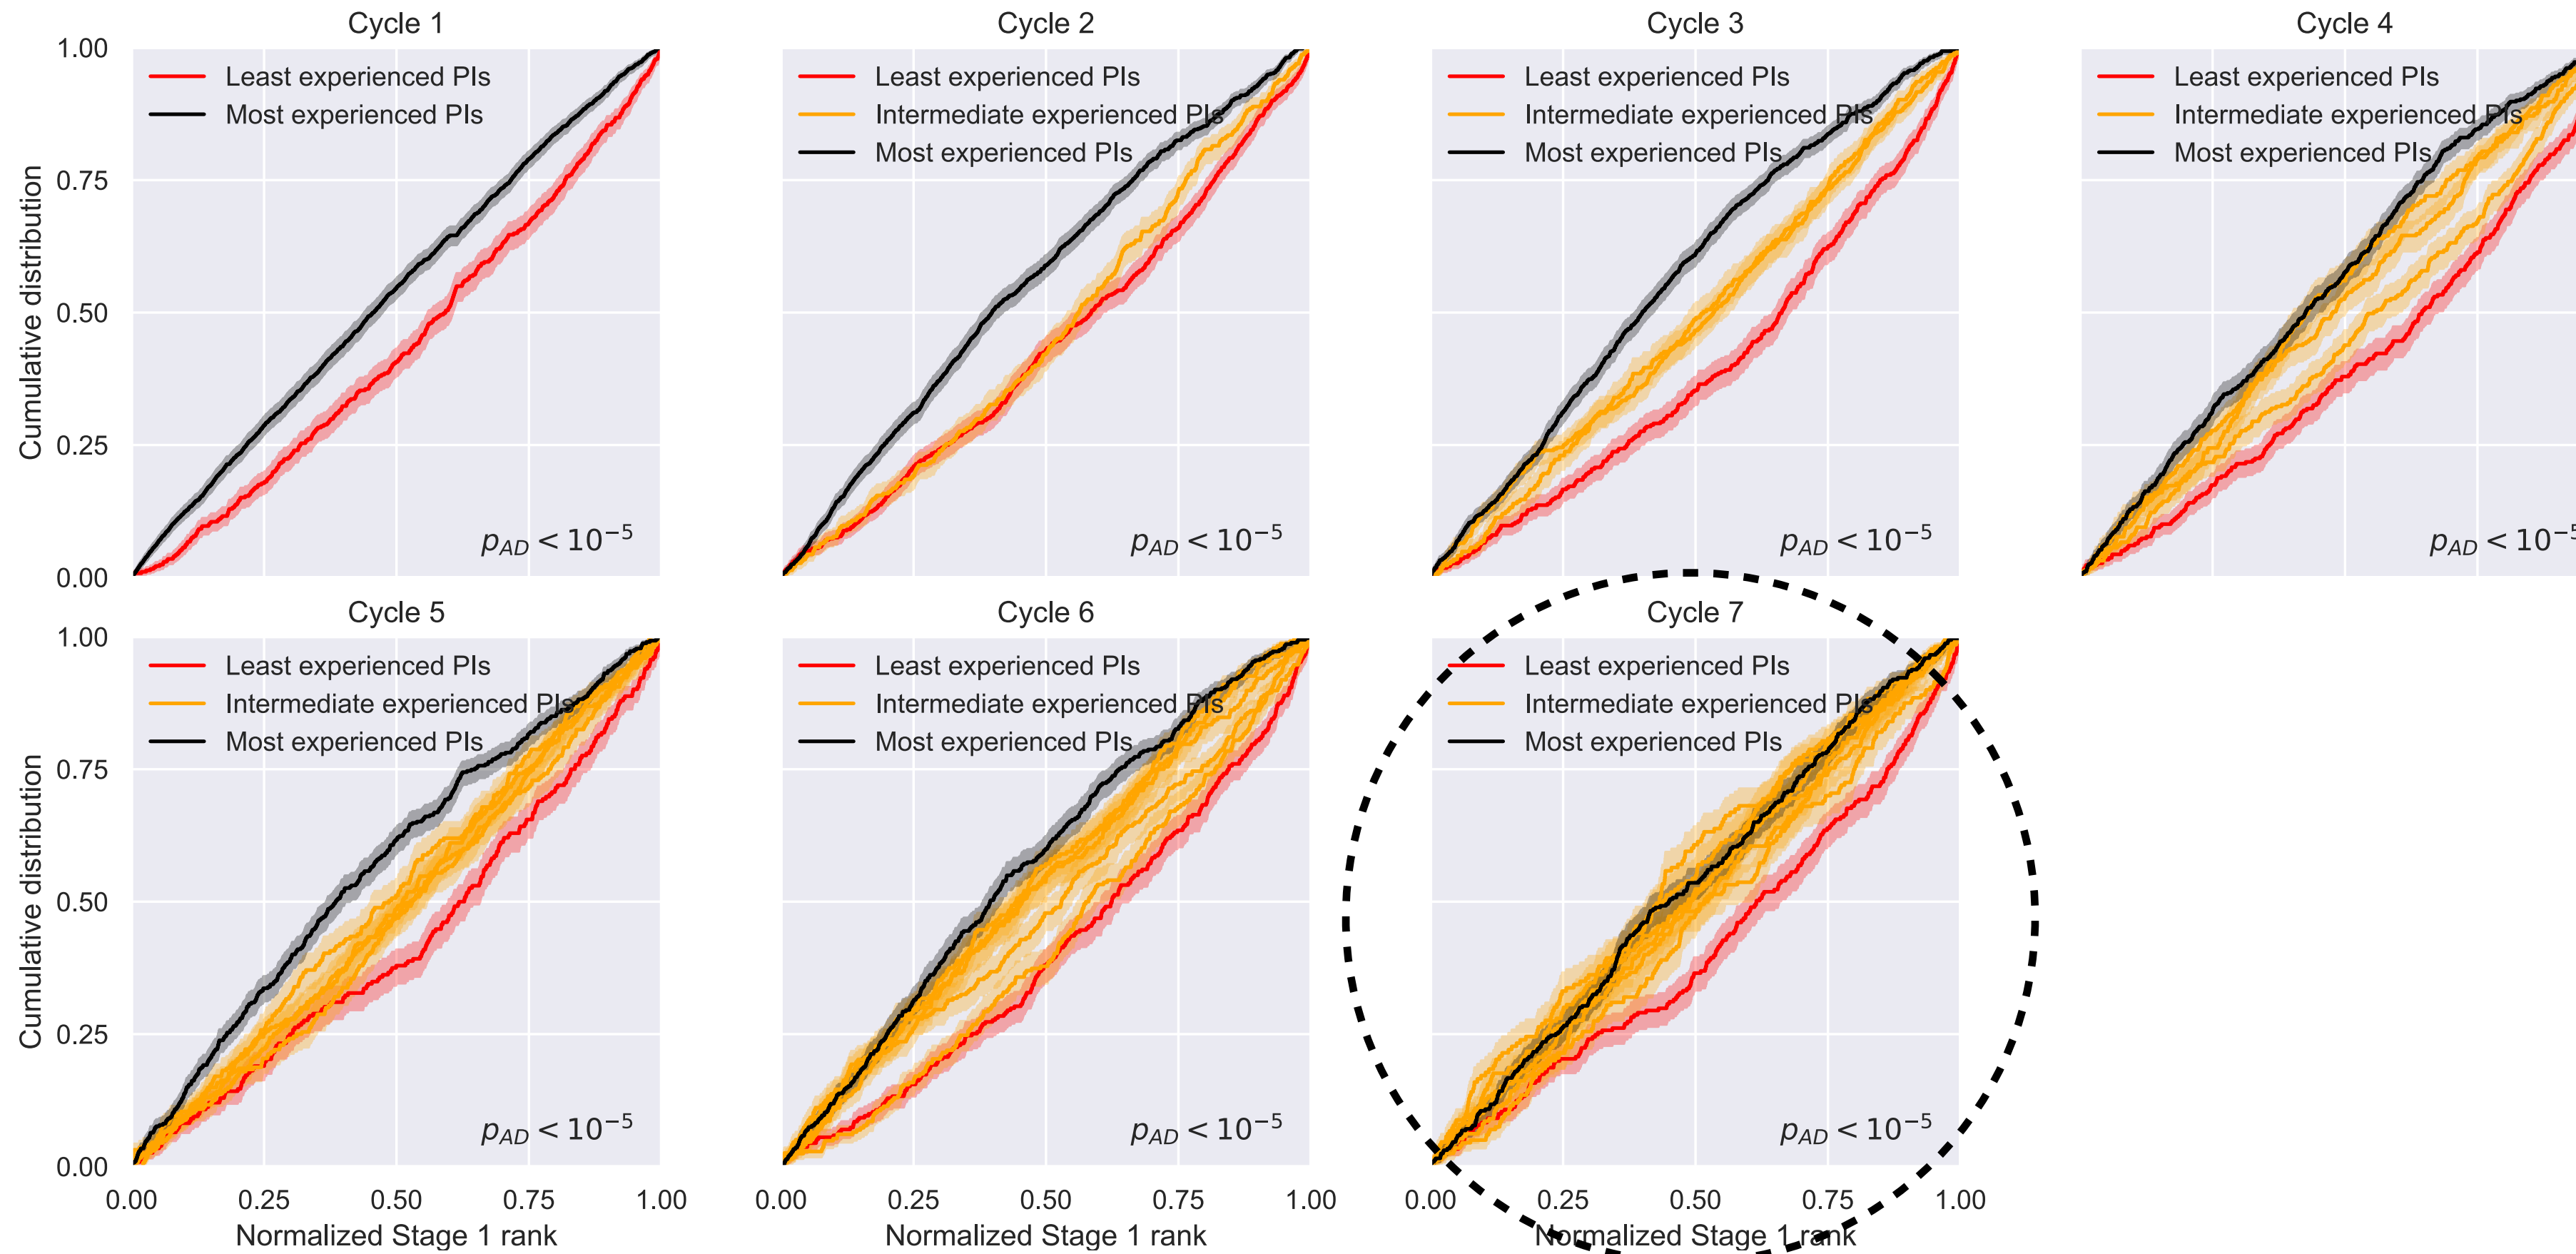 Cycle 1
Cycle 2
Cycle 3
Cycle 4
1.00
0.75
0.50
0.25
0.00
Cumulative distribution
Least experienced PIs
Most experienced PIs
p_AD < 10^−5
Least experienced PIs
Intermediate experienced PIs
Most experienced PIs
p_AD < 10^−5
Least experienced PIs
Intermediate experienced PIs
Most experienced PIs
p_AD < 10^−5
Least experienced PIs
Intermediate experienced PIs
Most experienced PIs
p_AD < 10^−5
Cycle 5
Cycle 6
Cycle 7
1.00
0.75
0.50
0.25
0.00
Cumulative distribution
Least experienced PIs
Intermediate experienced PIs
Most experienced PIs
p_AD < 10^−5
Least experienced PIs
Intermediate experienced PIs
Most experienced PIs
p_AD < 10^−5
Least experienced PIs
Intermediate experienced PIs
Most experienced PIs
p_AD < 10^−5
0.00 0.25 0.50 0.75 1.00
Normalized Stage 1 rank
0.00 0.25 0.50 0.75 1.00
Normalized Stage 1 rank
0.00 0.25 0.50 0.75 1.00
Normalized Stage 1 rank